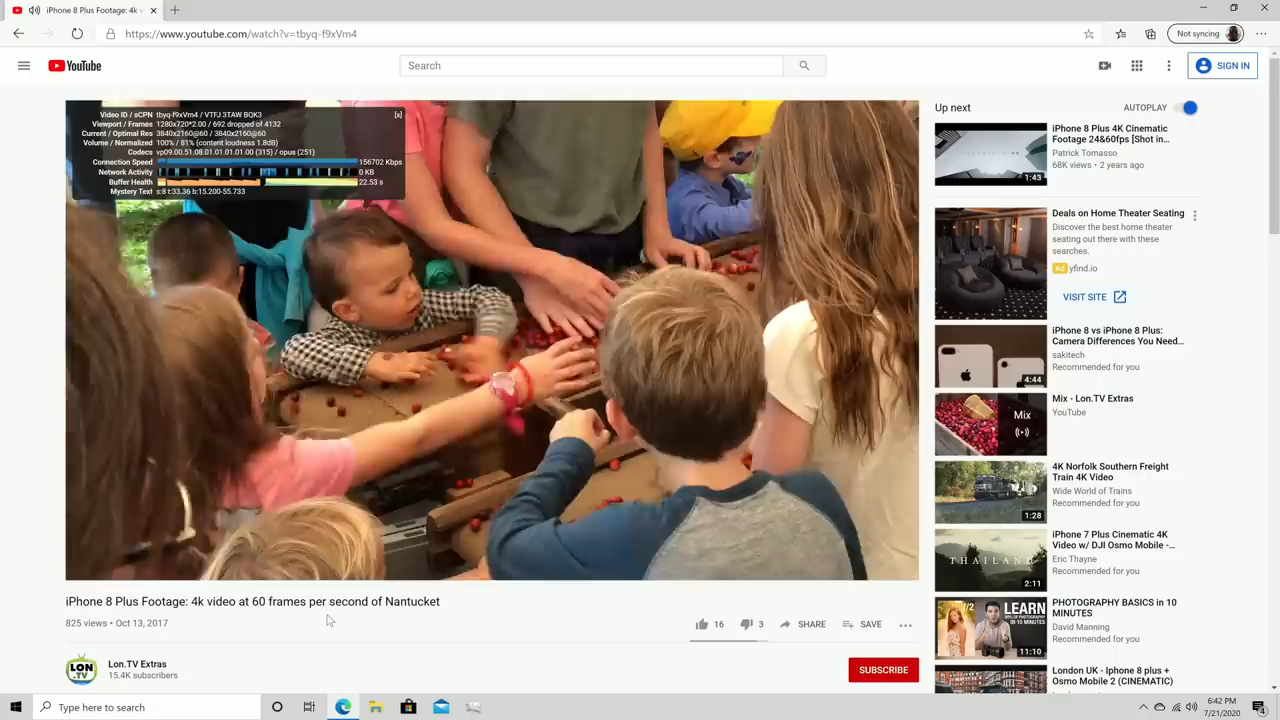 iPhone 8 Plus Footage: 4k v
https://www.youtube.com/watch?v=tbyq-f9xVm4
Not syncing
YouTube
Search
SIGN IN
Video ID / sCPN tbyq-f9xVm4 / VTFJ 3TAW BQK3
Viewport / Frames 1280x720*2.00 / 692 dropped of 4132
Current / Optimal Res 3840x2160@60 / 3840x2160@60
Volume / Normalized 100% / 81% (content loudness 1.8dB)
Codecs vp09.00.51.08.01.01.01.01.00 (315) / opus (251)
Connection Speed 156702 Kbps
Network Activity 0 KB
Buffer Health 22.53 s
Mystery Text s:8 t:33.36 b:15.200-55.733
[x]
iPhone 8 Plus Footage: 4k video at 60 frames per second of Nantucket
825 views • Oct 13, 2017
16
3
SHARE
SAVE
LON
.TV
Lon.TV Extras
15.4K subscribers
SUBSCRIBE
Up next
AUTOPLAY
iPhone 8 Plus 4K Cinematic
Footage 24&60fps [Shot in...
Patrick Tomasso
68K views • 2 years ago
1:43
Deals on Home Theater Seating
Discover the best home theater
seating out there with these
searches.
Ad yfind.io
VISIT SITE
iPhone 8 vs iPhone 8 Plus:
Camera Differences You Need...
sakitech
Recommended for you
4:44
Mix - Lon.TV Extras
YouTube
Mix
4K Norfolk Southern Freight
Train 4K Video
Wide World of Trains
Recommended for you
1:28
iPhone 7 Plus Cinematic 4K
Video w/ DJI Osmo Mobile -...
Eric Thayne
Recommended for you
THAILAND
2:11
PHOTOGRAPHY BASICS in 10
MINUTES
David Manning
Recommended for you
LEARN
IN 10 MINUTES
11:10
London UK - Iphone 8 plus +
Osmo Mobile 2 (CINEMATIC)
Type here to search
6:42 PM
7/21/2020
4